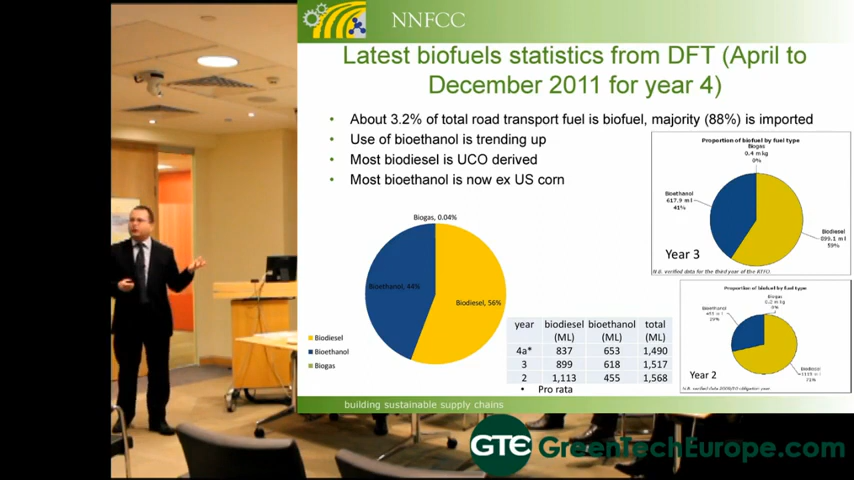 NNFCC
Latest biofuels statistics from DFT (April to
December 2011 for year 4)
• About 3.2% of total road transport fuel is biofuel, majority (88%) is imported
• Use of bioethanol is trending up
• Most biodiesel is UCO derived
• Most bioethanol is now ex US corn
Proportion of biofuel by fuel type
Biogas
0.4 m kg
0%
Bioethanol
617.9 m l
41%
Biodiesel
899.1 m l
59%
Year 3
N.B. verified data for the third year of the RTFO.
Biogas, 0.04%
Bioethanol, 44%
Biodiesel, 56%
Biodiesel
Bioethanol
Biogas
year biodiesel bioethanol total
(ML) (ML) (ML)
4a* 837 653 1,490
3 899 618 1,517
2 1,113 455 1,568
• Pro rata
Proportion of biofuel by fuel type
Biogas
0%
Bioethanol
29%
Biodiesel
71%
Year 2
building sustainable supply chains
GTE GreenTechEurope.com